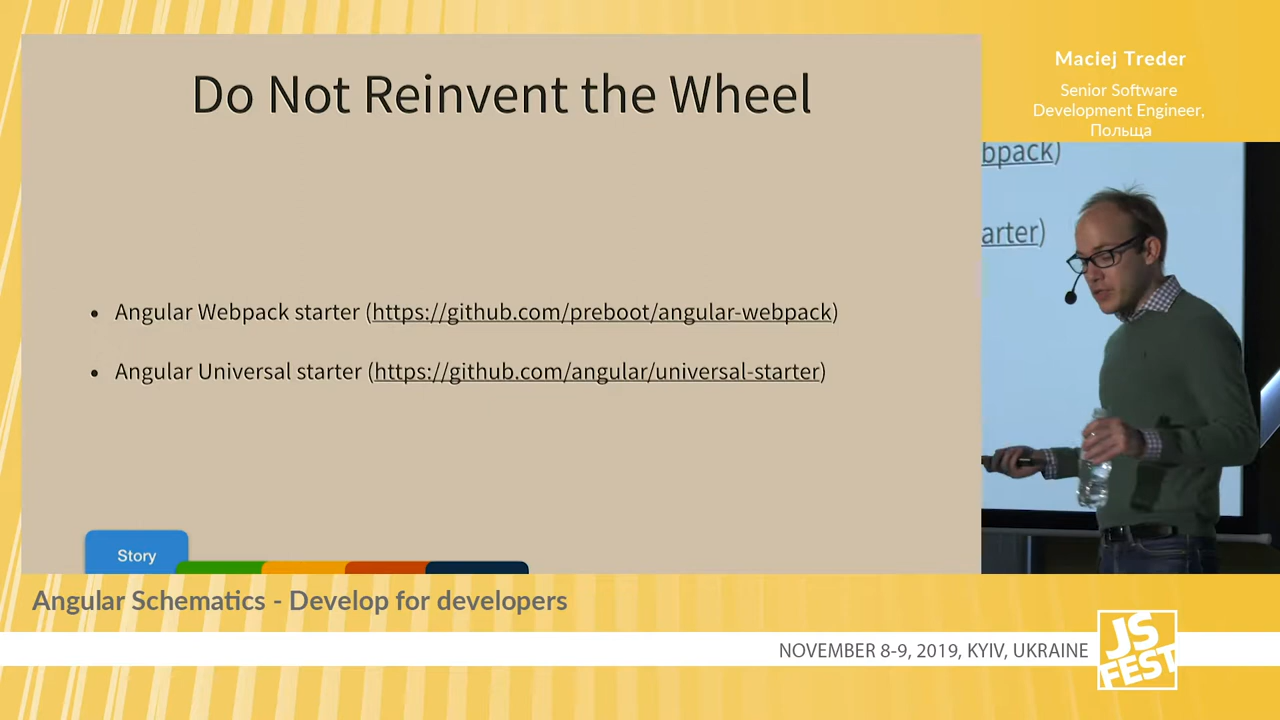 Do Not Reinvent the Wheel
• Angular Webpack starter (https://github.com/preboot/angular-webpack)
• Angular Universal starter (https://github.com/angular/universal-starter)
Story
Maciej Treder
Senior Software
Development Engineer,
Польща
bpack)
arter)
Angular Schematics - Develop for developers
NOVEMBER 8-9, 2019, KYIV, UKRAINE
JS
FEST